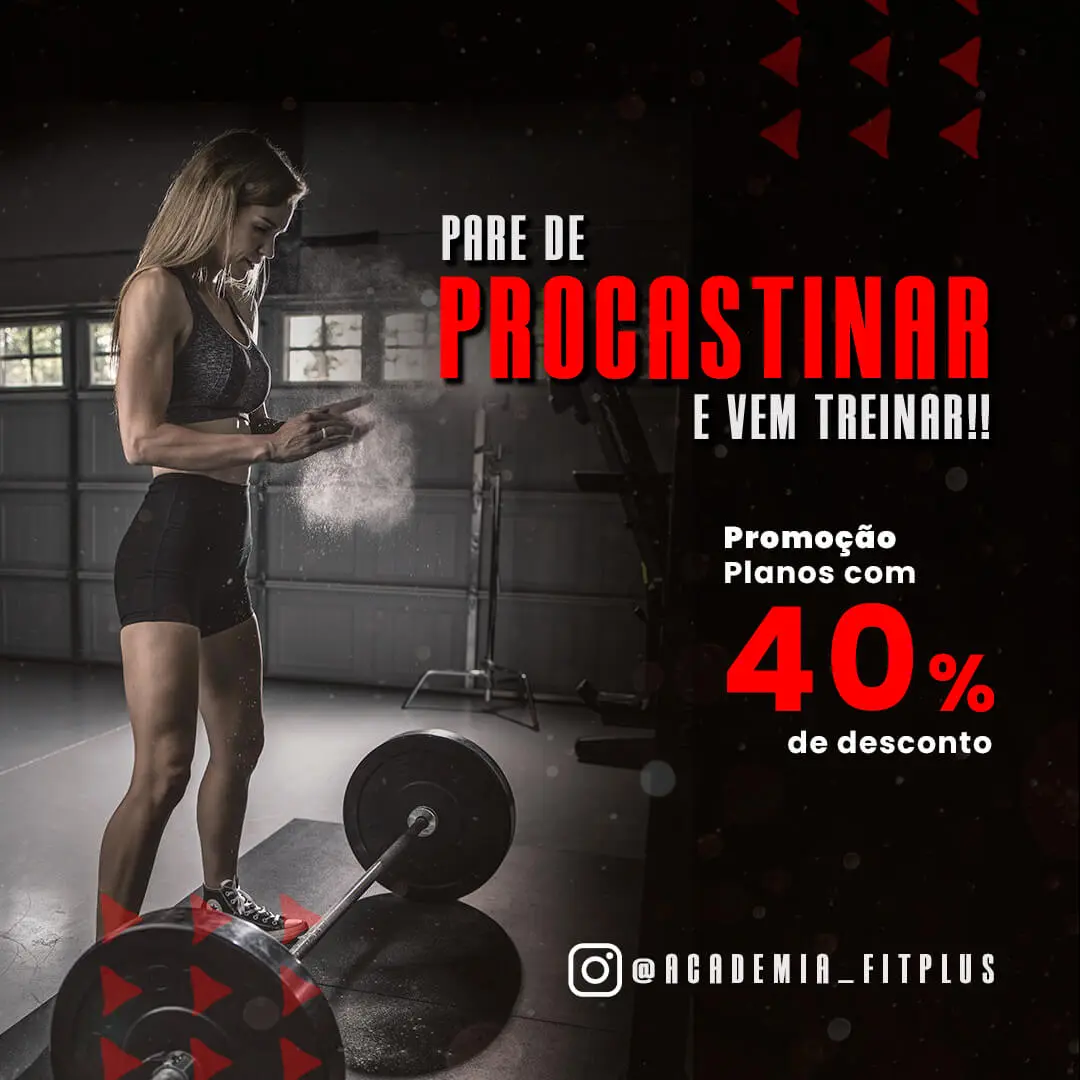 PARE DE
PROCASTINAR
E VEM TREINAR!!
Promoção
Planos com
40%
de desconto
@ACADEMIA_FITPLUS